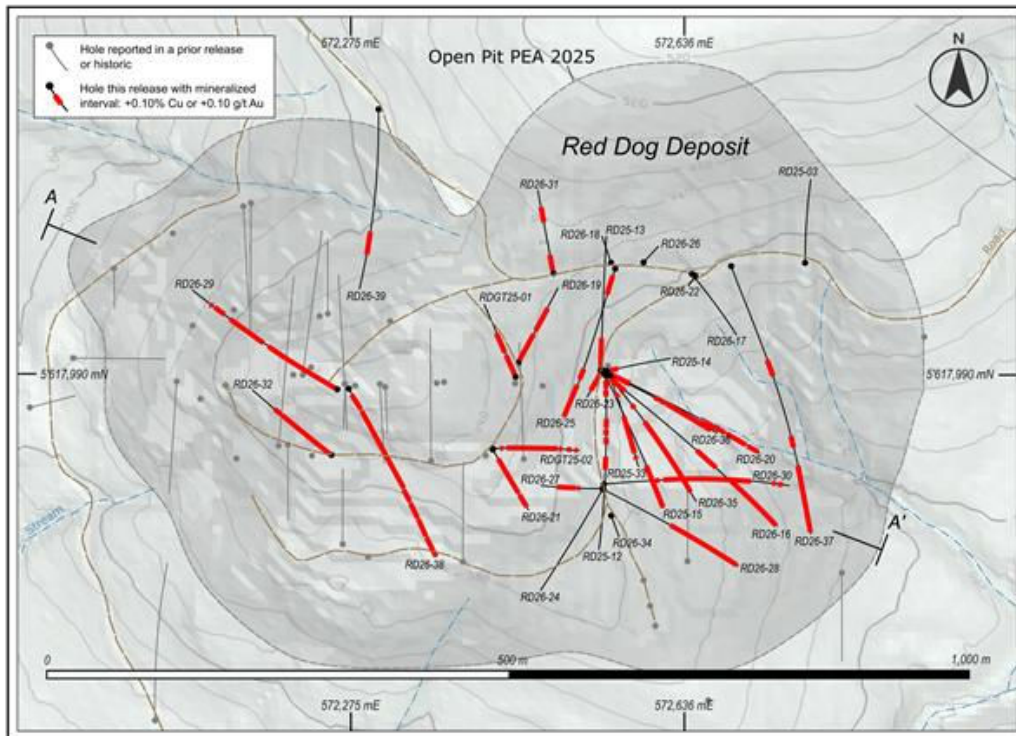 Hole reported in a prior release
or historic
Hole this release with mineralized
interval: +0.10% Cu or +0.10 g/t Au
572,275 mE
572,636 mE
Open Pit PEA 2025
N
Red Dog Deposit
A
RD26-31
RD25-03
RD26-18
RD25-13
RD26-26
Road
RD26-29
RD26-19
RD26-22
RD26-39
RDGT25-01
RD26-17
RD25-14
5'617,990 mN
5'617,990 mN
RD26-32
RD26-23
RD26-25
RD26-36
RDGT25-02
RD26-20
RD26-27
RD25-33
RD26-30
RD26-35
RD26-21
RD25-15
Stream
RD26-16
RD26-37
A'
RD26-34
RD25-12
RD26-38
RD26-28
RD26-24
0
500 m
1,000 m
572,275 mE
572,636 mE